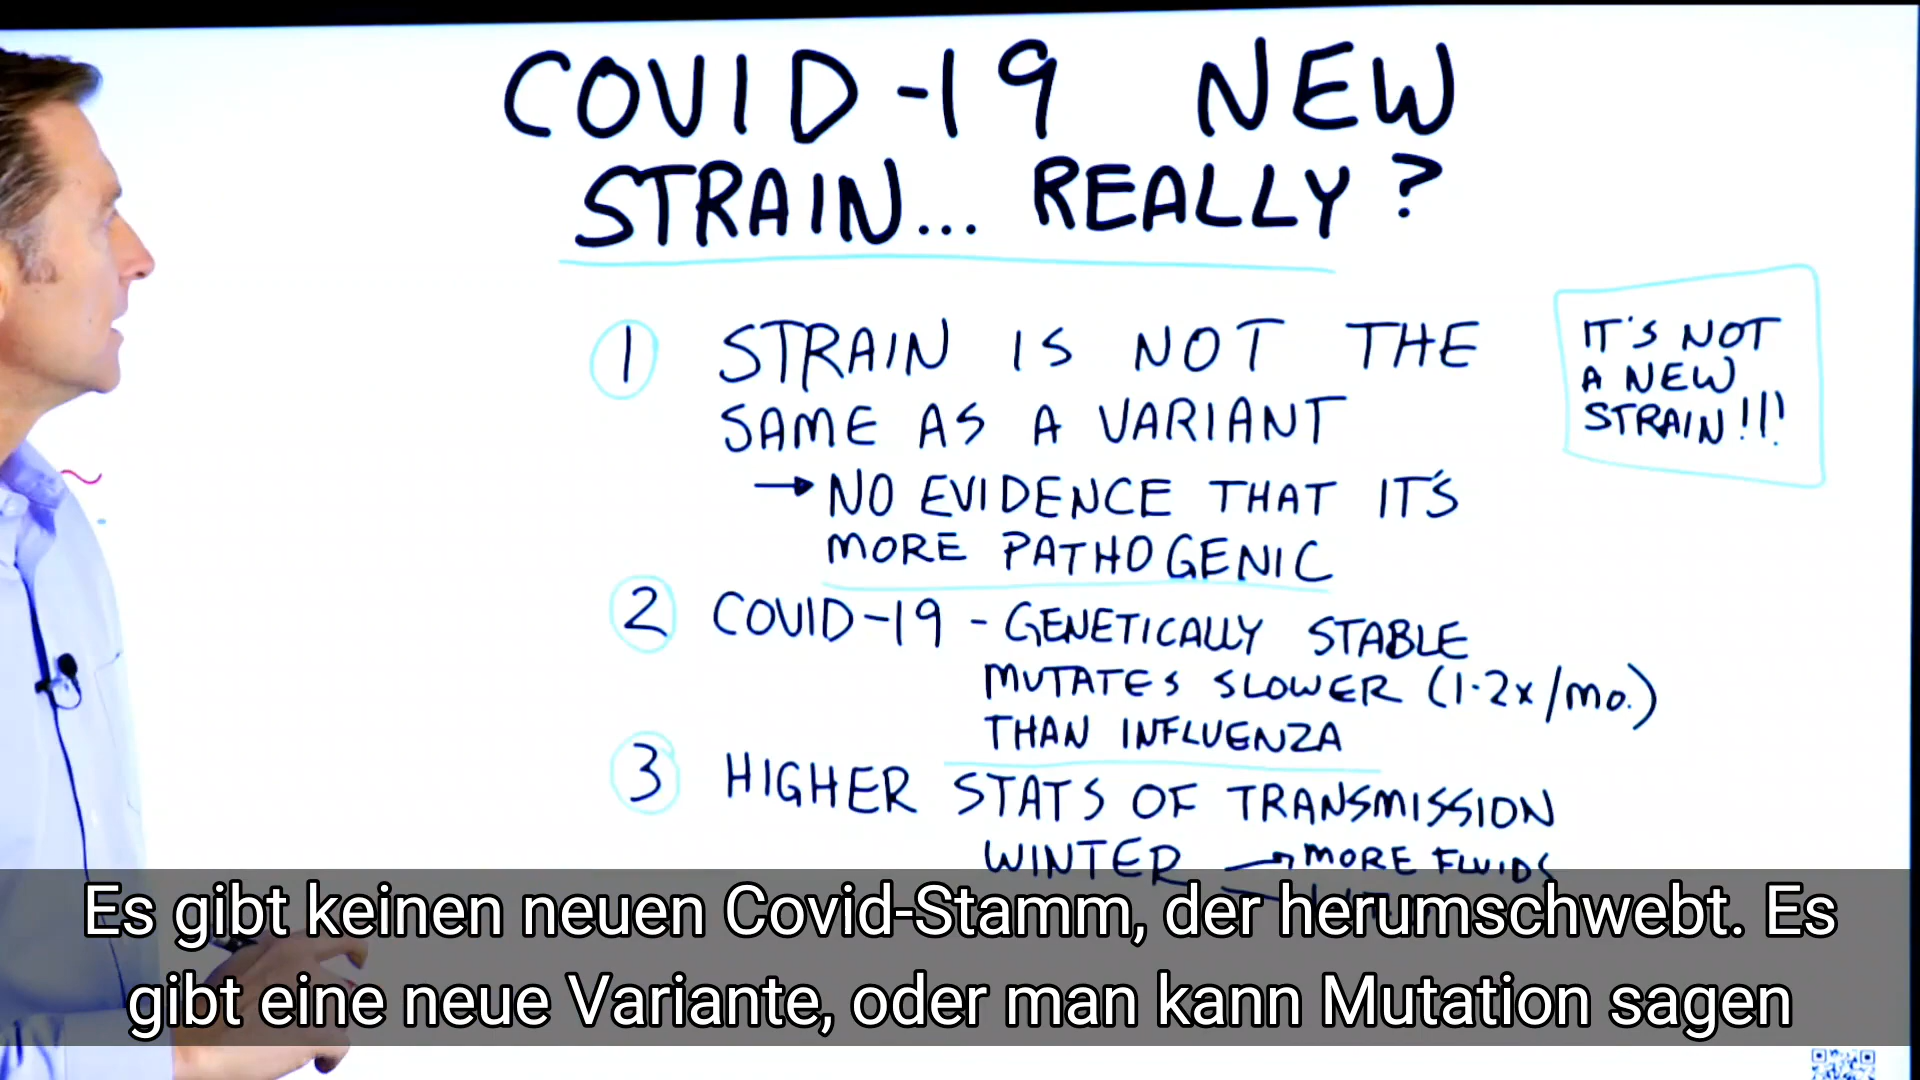 COVID-19 NEW
STRAIN... REALLY?
1 STRAIN IS NOT THE
SAME AS A VARIANT
→ NO EVIDENCE THAT IT'S
MORE PATHOGENIC
IT'S NOT
A NEW
STRAIN!!!
2 COVID-19 - GENETICALLY STABLE
MUTATES SLOWER (1-2x/mo.)
THAN INFLUENZA
3 HIGHER STATS OF TRANSMISSION
WINTER → MORE FLUIDS
Es gibt keinen neuen Covid-Stamm, der herumschwebt. Es
gibt eine neue Variante, oder man kann Mutation sagen